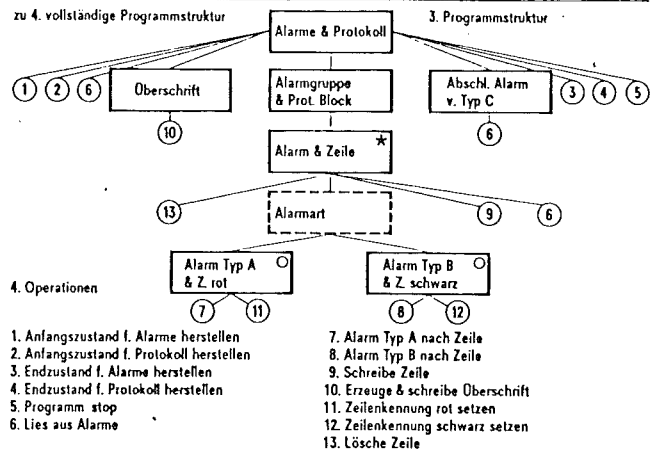 zu 4. vollständige Programmstruktur
Alarme & Protokoll
3. Programmstruktur
1
2
6
Oberschrift
Alarmgruppe
& Prot. Block
Abschl. Alarm
v. Typ C
3
4
5
10
6
Alarm & Zeile *
13
Alarmart
9
6
Alarm Typ A
& Z. rot
Alarm Typ B
& Z. schwarz
7
11
8
12
4. Operationen
1. Anfangszustand f. Alarme herstellen
2. Anfangszustand f. Protokoll herstellen
3. Endzustand f. Alarme herstellen
4. Endzustand f. Protokoll herstellen
5. Programm stop
6. Lies aus Alarme
7. Alarm Typ A nach Zeile
8. Alarm Typ B nach Zeile
9. Schreibe Zeile
10. Erzeuge & schreibe Oberschrift
11. Zeilenkennung rot setzen
12. Zeilenkennung schwarz setzen
13. Lösche Zeile